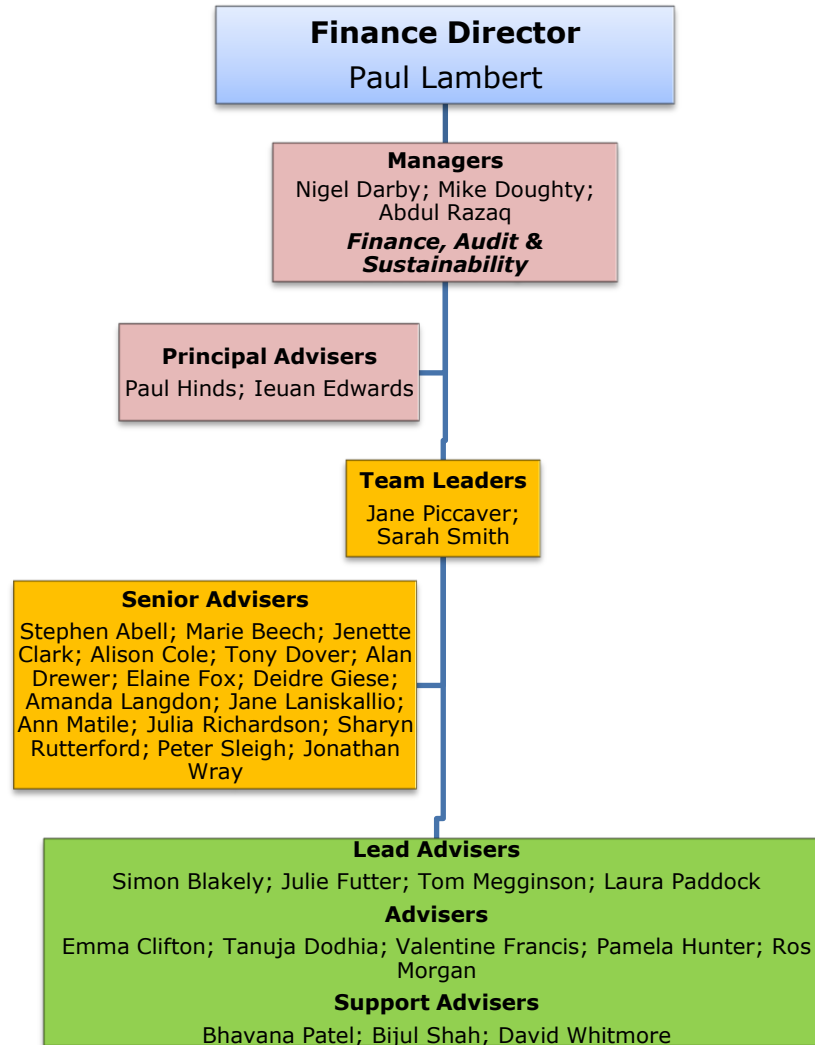 Finance Director
Paul Lambert
Managers
Nigel Darby; Mike Doughty;
Abdul Razaq
Finance, Audit &
Sustainability
Principal Advisers
Paul Hinds; Ieuan Edwards
Team Leaders
Jane Piccaver;
Sarah Smith
Senior Advisers
Stephen Abell; Marie Beech; Jenette
Clark; Alison Cole; Tony Dover; Alan
Drewer; Elaine Fox; Deidre Giese;
Amanda Langdon; Jane Laniskallio;
Ann Matile; Julia Richardson; Sharyn
Rutterford; Peter Sleigh; Jonathan
Wray
Lead Advisers
Simon Blakely; Julie Futter; Tom Megginson; Laura Paddock
Advisers
Emma Clifton; Tanuja Dodhia; Valentine Francis; Pamela Hunter; Ros
Morgan
Support Advisers
Bhavana Patel; Bijul Shah; David Whitmore